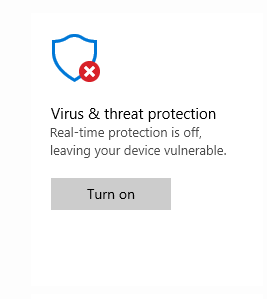 Virus & threat protection
Real-time protection is off,
leaving your device vulnerable.
Turn on